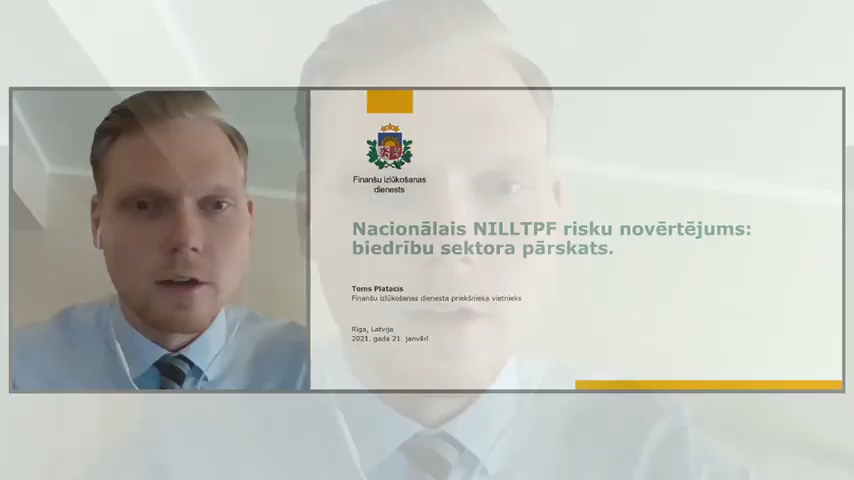 Finanšu izlūkošanas
dienests
Nacionālais NILLTPF risku novērtējums:
biedrību sektora pārskats.
Toms Platacis
Finanšu izlūkošanas dienesta priekšnieka vietnieks
Rīga, Latvija
2021. gada 21. janvārī